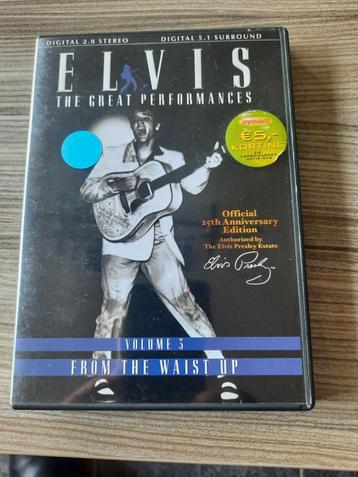 DIGITAL 2.0 STEREO DIGITAL 5.1 SURROUND
ELVIS
THE GREAT PERFORMANCES
€5,-
KORTING
Official
25th Anniversary
Edition
Authorized by
The Elvis Presley Estate
Elvis Presley
VOLUME 3
FROM THE WAIST UP